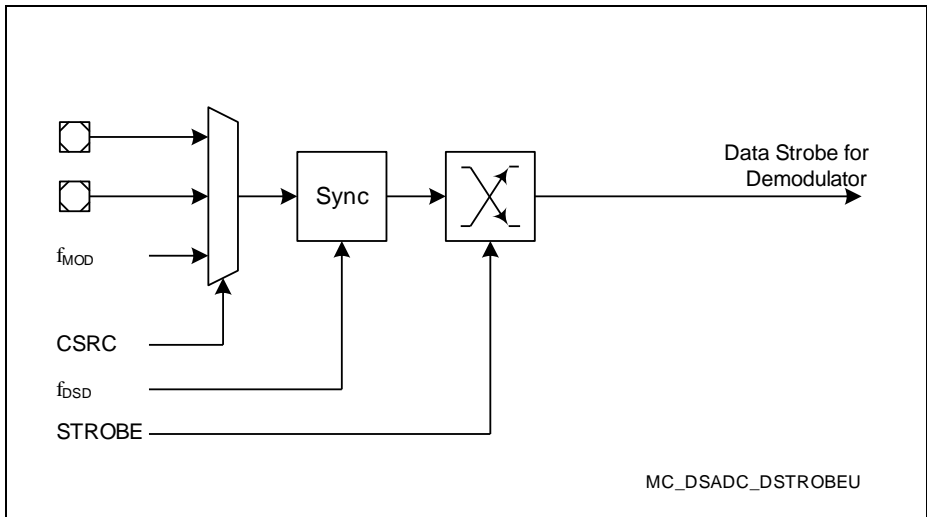 Data Strobe for
Demodulator
Sync
fMOD
CSRC
fDSD
STROBE
MC_DSADC_DSTROBEU